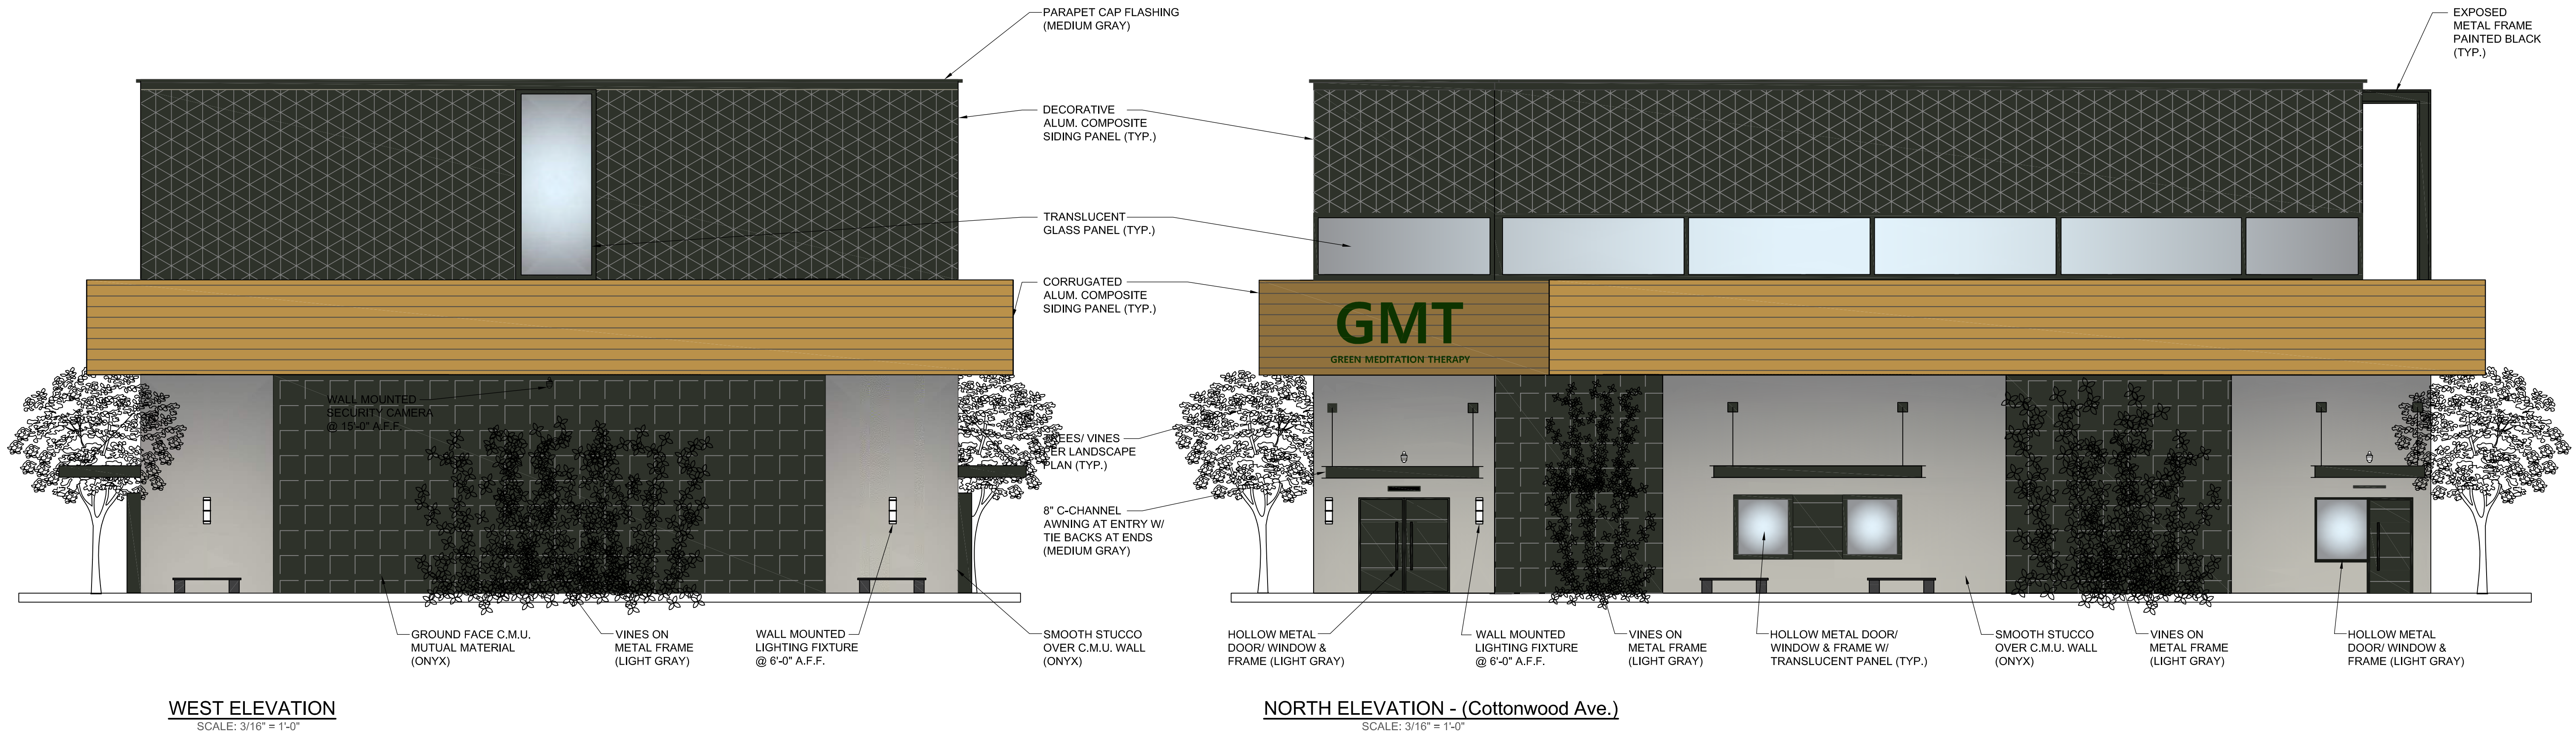 PARAPET CAP FLASHING
(MEDIUM GRAY)
EXPOSED
METAL FRAME
PAINTED BLACK
(TYP.)
DECORATIVE
ALUM. COMPOSITE
SIDING PANEL (TYP.)
TRANSLUCENT
GLASS PANEL (TYP.)
CORRUGATED
ALUM. COMPOSITE
SIDING PANEL (TYP.)
GMT
GREEN MEDITATION THERAPY
WALL MOUNTED
SECURITY CAMERA
@ 15'-0" A.F.F.
TREES/ VINES
PER LANDSCAPE
PLAN (TYP.)
8" C-CHANNEL
AWNING AT ENTRY W/
TIE BACKS AT ENDS
(MEDIUM GRAY)
GROUND FACE C.M.U.
MUTUAL MATERIAL
(ONYX)
VINES ON
METAL FRAME
(LIGHT GRAY)
WALL MOUNTED
LIGHTING FIXTURE
@ 6'-0" A.F.F.
SMOOTH STUCCO
OVER C.M.U. WALL
(ONYX)
HOLLOW METAL
DOOR/ WINDOW &
FRAME (LIGHT GRAY)
WALL MOUNTED
LIGHTING FIXTURE
@ 6'-0" A.F.F.
VINES ON
METAL FRAME
(LIGHT GRAY)
HOLLOW METAL DOOR/
WINDOW & FRAME W/
TRANSLUCENT PANEL (TYP.)
SMOOTH STUCCO
OVER C.M.U. WALL
(ONYX)
VINES ON
METAL FRAME
(LIGHT GRAY)
HOLLOW METAL
DOOR/ WINDOW &
FRAME (LIGHT GRAY)
WEST ELEVATION
SCALE: 3/16" = 1'-0"
NORTH ELEVATION - (Cottonwood Ave.)
SCALE: 3/16" = 1'-0"